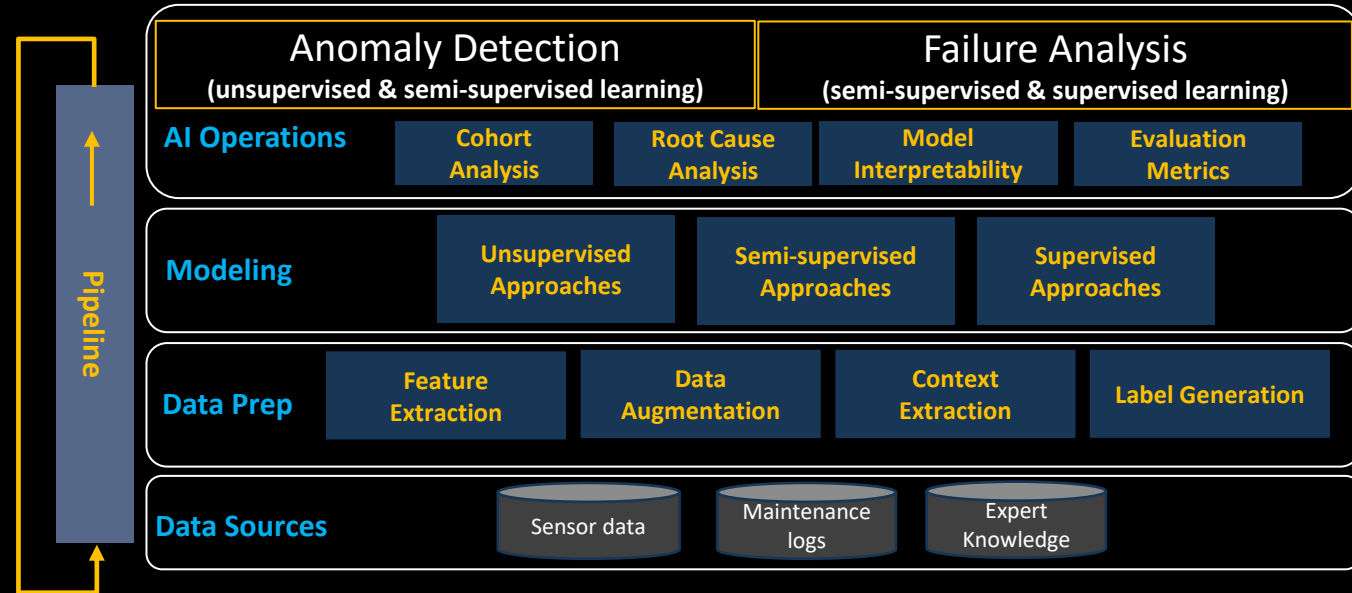 Anomaly Detection
(unsupervised & semi-supervised learning)
Failure Analysis
(semi-supervised & supervised learning)
AI Operations
Cohort
Analysis
Root Cause
Analysis
Model
Interpretability
Evaluation
Metrics
Pipeline
Modeling
Unsupervised
Approaches
Semi-supervised
Approaches
Supervised
Approaches
Data Prep
Feature
Extraction
Data
Augmentation
Context
Extraction
Label Generation
Data Sources
Sensor data
Maintenance
logs
Expert
Knowledge